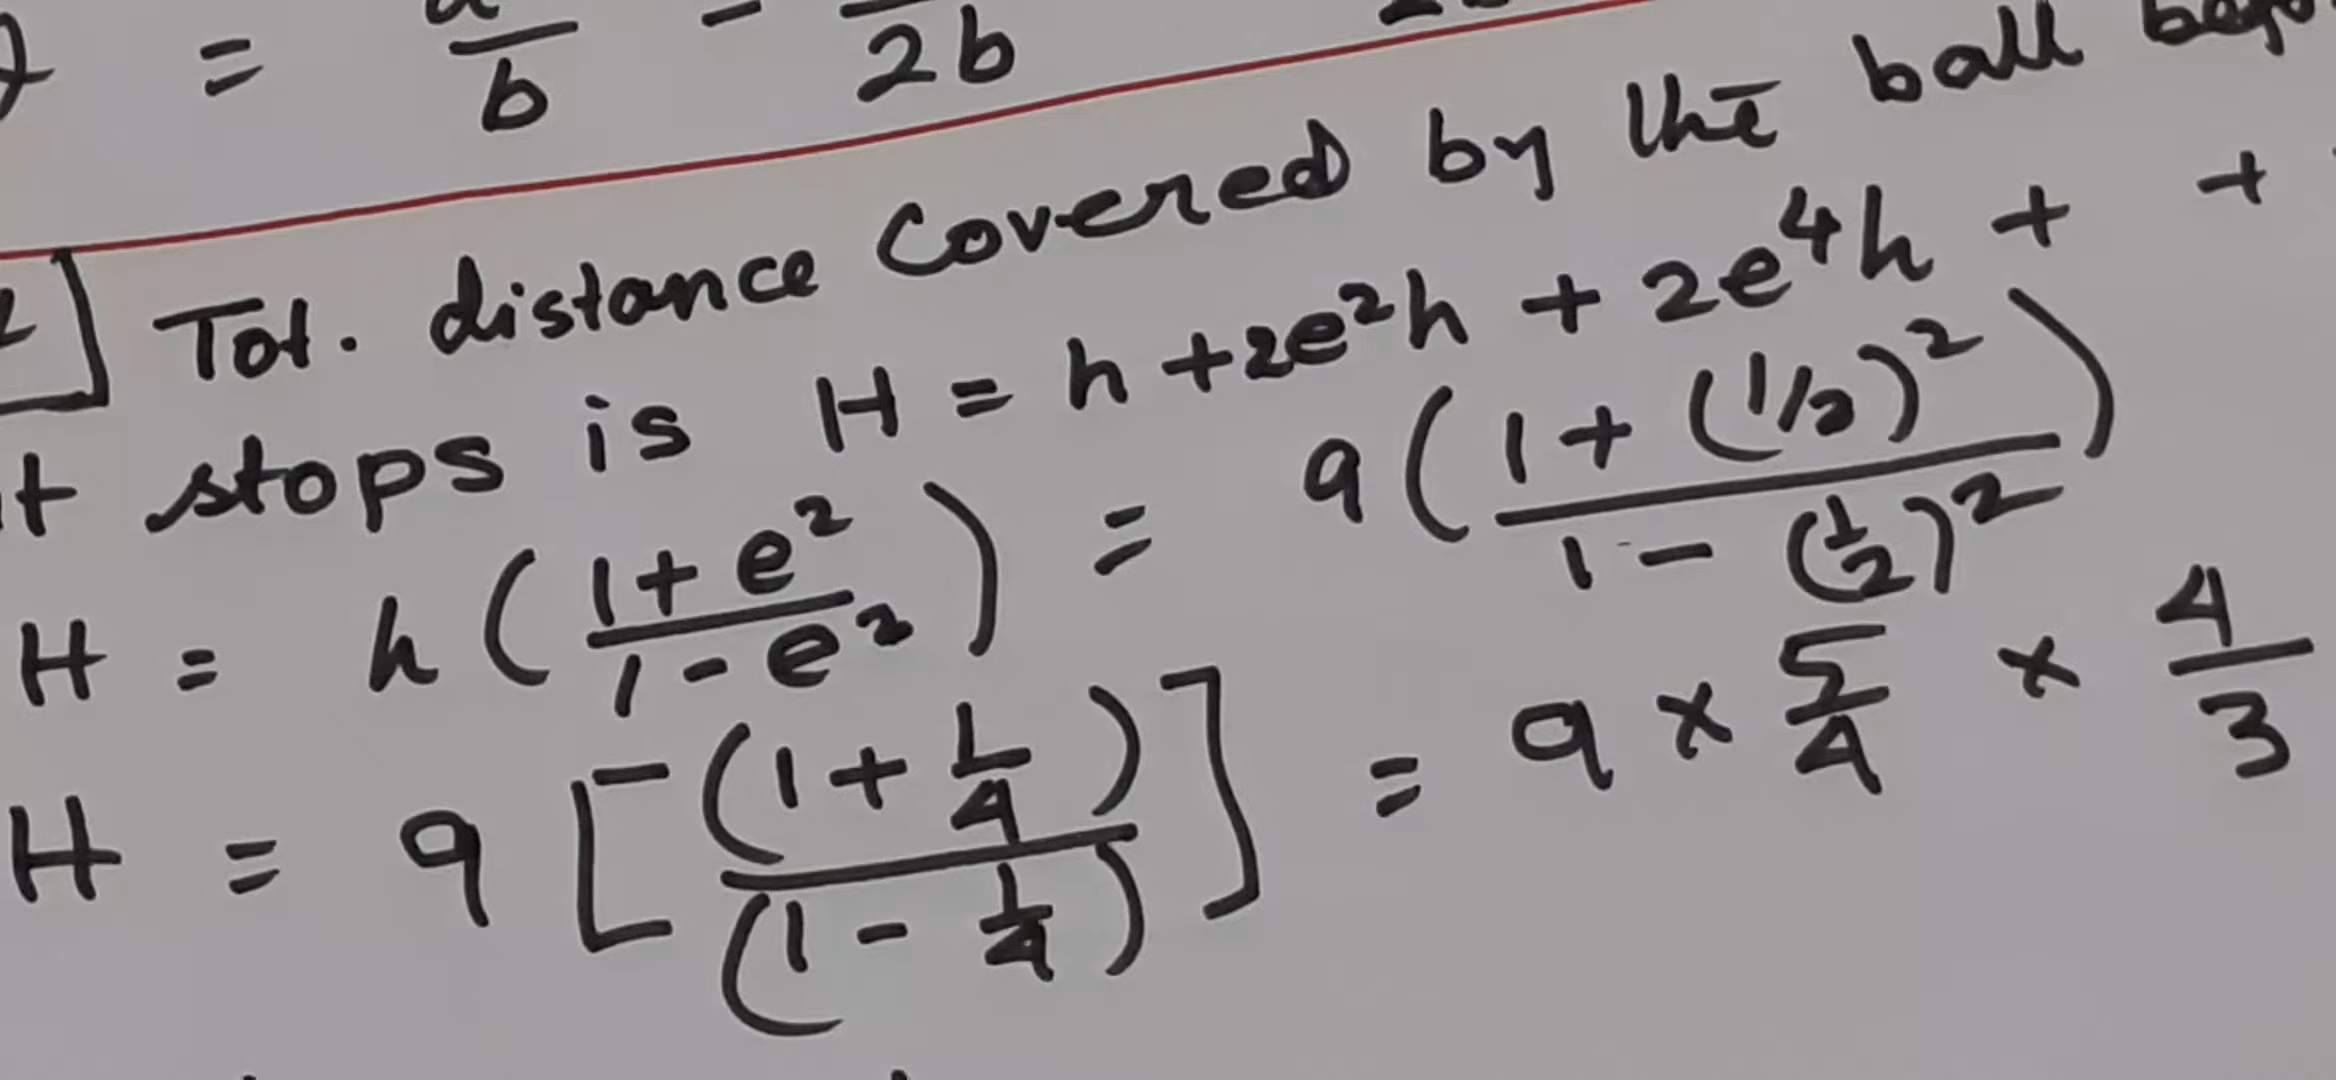 = /b - /2b
Tot. distance covered by the ball
stops is H = h + 2e²h + 2e⁴h + +
H = h((1 + e²)/(1 - e²)) = 9((1 + (1/2)²)/(1 - (1/2)²))
H = 9[(1 + 1/4)/(1 - 1/4)] = 9 × 5/4 × 4/3